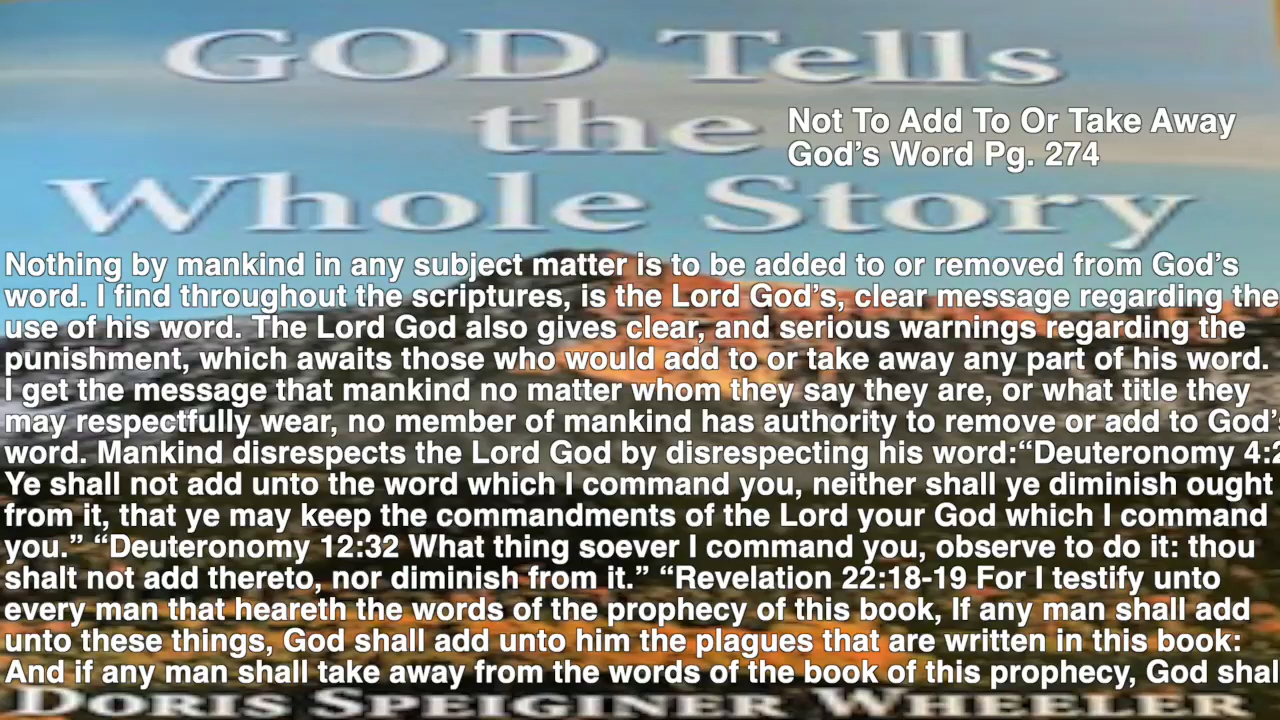 GOD Tells
the
Whole Story
Not To Add To Or Take Away
God's Word Pg. 274
Nothing by mankind in any subject matter is to be added to or removed from God's
word. I find throughout the scriptures, is the Lord God's, clear message regarding the
use of his word. The Lord God also gives clear, and serious warnings regarding the
punishment, which awaits those who would add to or take away any part of his word.
I get the message that mankind no matter whom they say they are, or what title they
may respectfully wear, no member of mankind has authority to remove or add to God's
word. Mankind disrespects the Lord God by disrespecting his word:“Deuteronomy 4:2
Ye shall not add unto the word which I command you, neither shall ye diminish ought
from it, that ye may keep the commandments of the Lord your God which I command
you.” “Deuteronomy 12:32 What thing soever I command you, observe to do it: thou
shalt not add thereto, nor diminish from it.” “Revelation 22:18-19 For I testify unto
every man that heareth the words of the prophecy of this book, If any man shall add
unto these things, God shall add unto him the plagues that are written in this book:
And if any man shall take away from the words of the book of this prophecy, God shal
DORIS SPEIGINER WHEELER